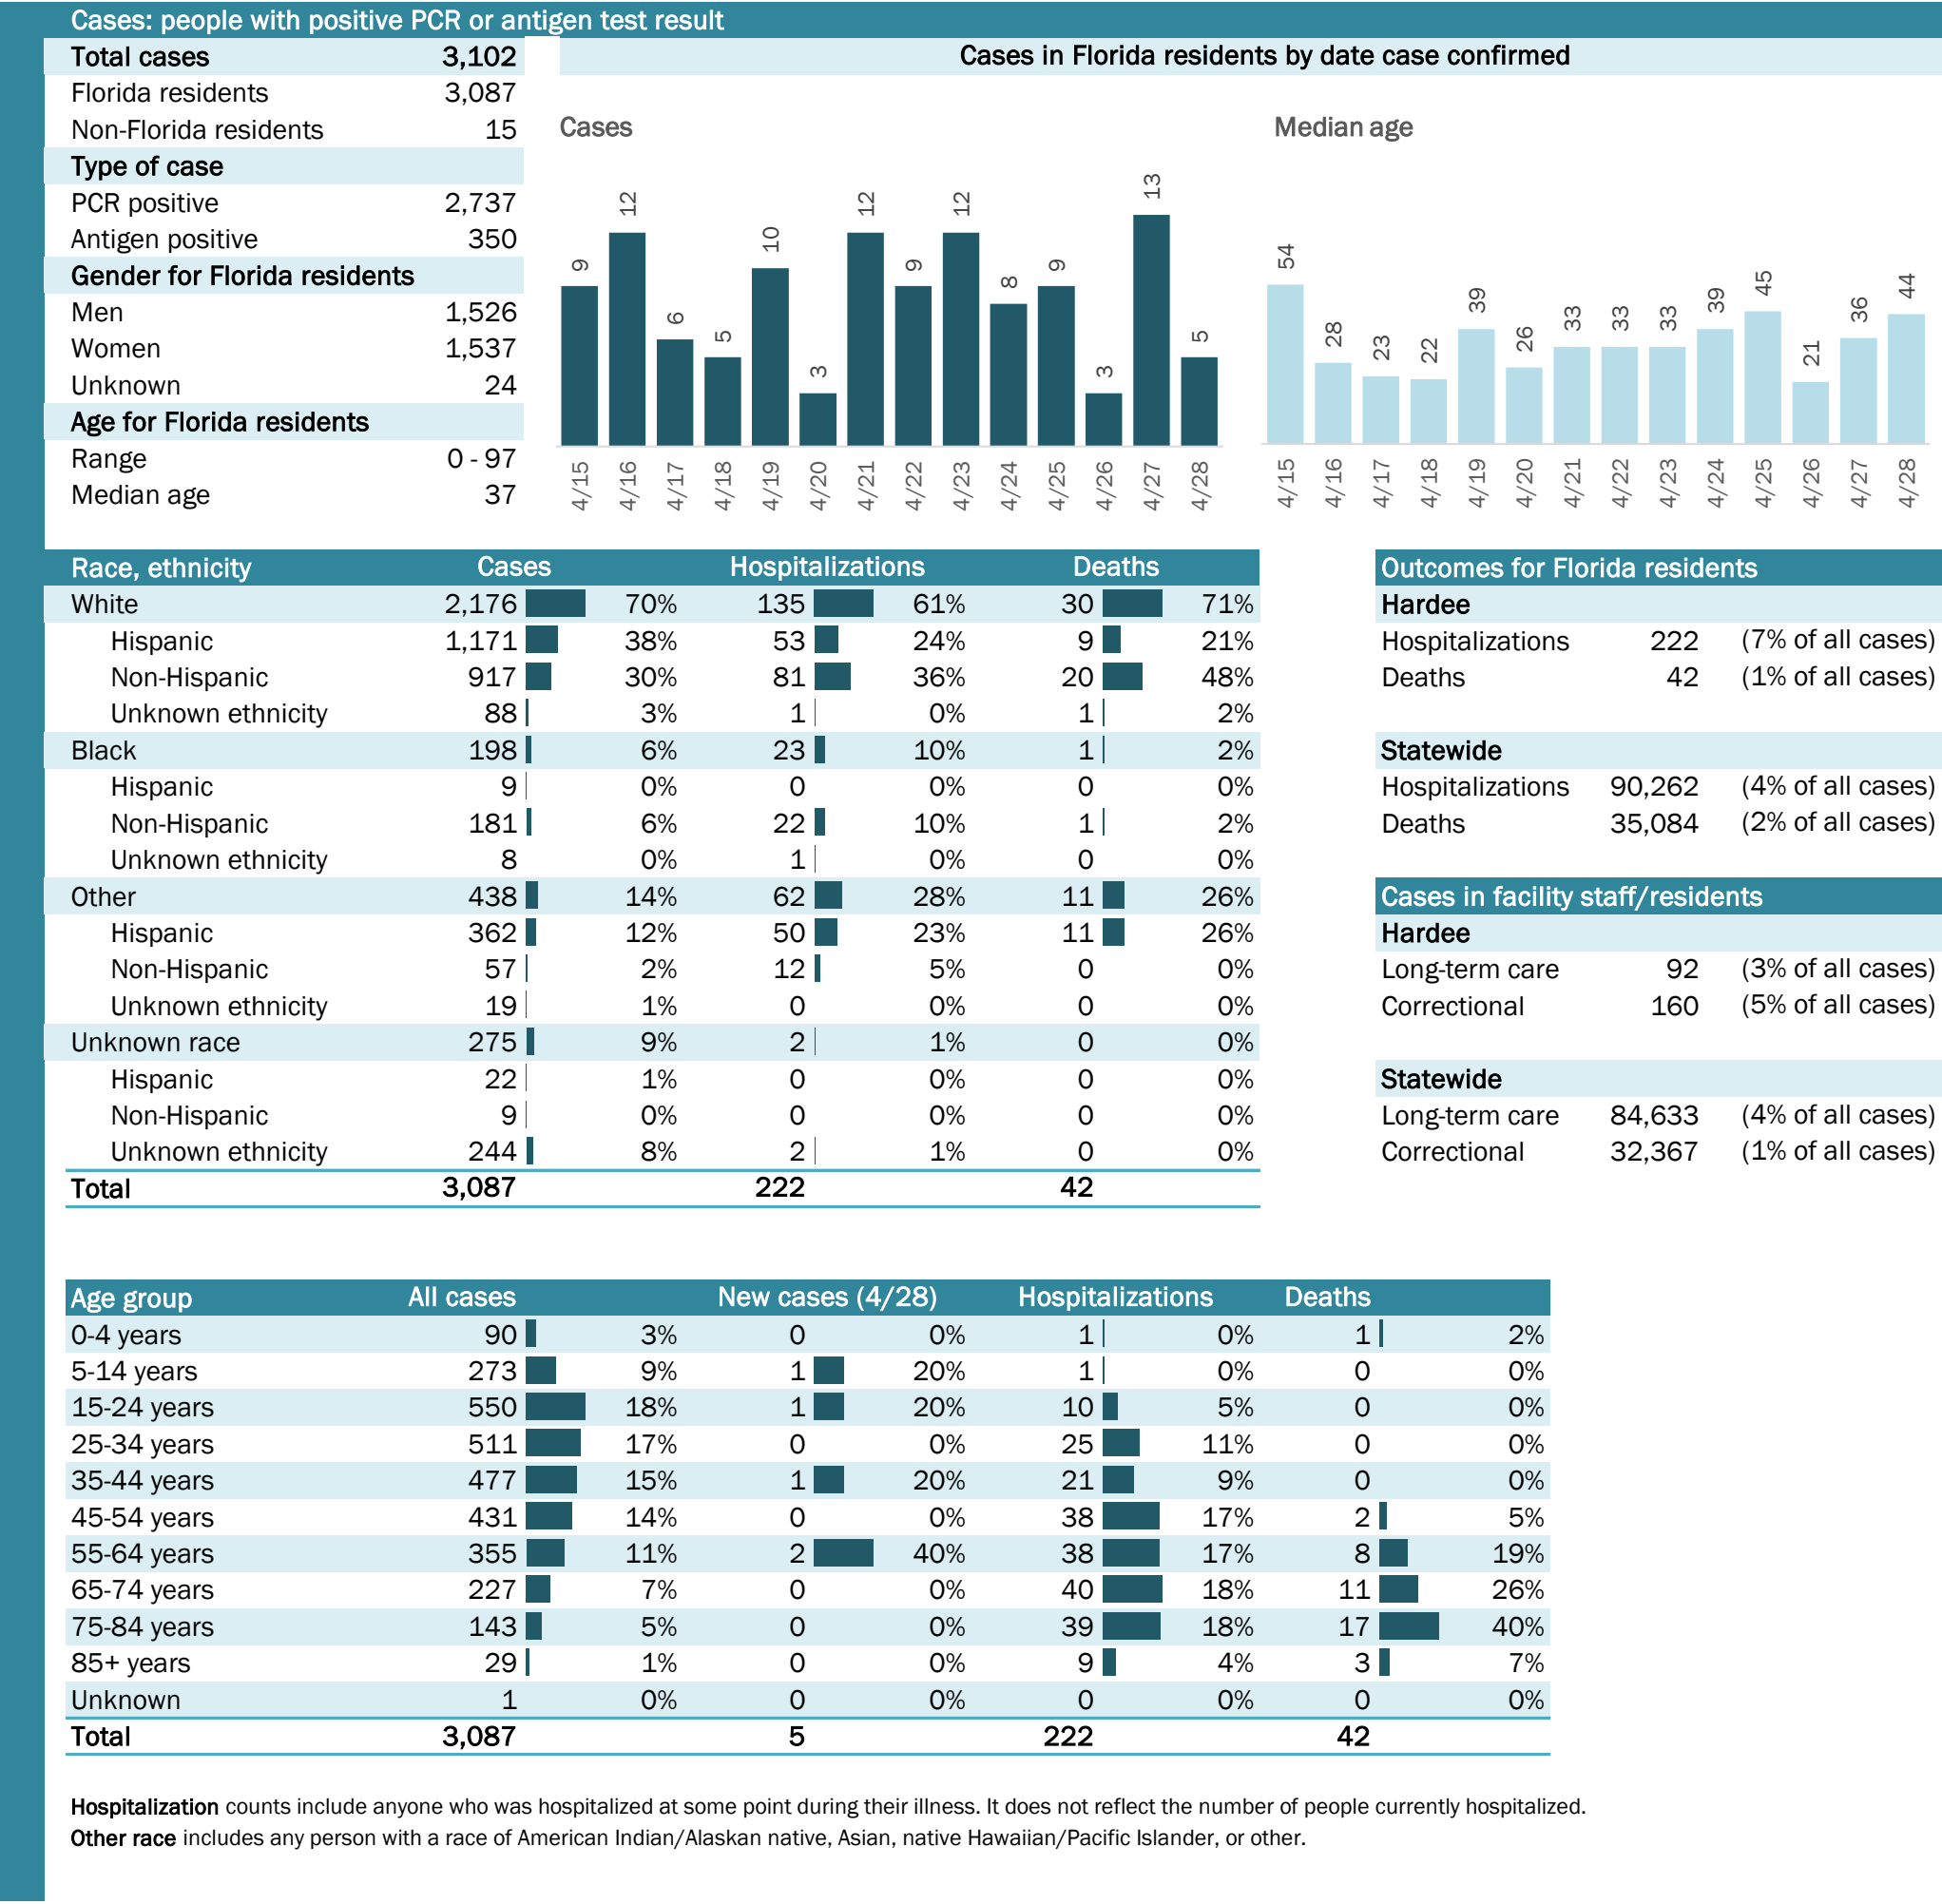 Cases: people with positive PCR or antigen test result
Total cases 3,102
Florida residents 3,087
Non-Florida residents 15
Type of case
PCR positive 2,737
Antigen positive 350
Gender for Florida residents
Men 1,526
Women 1,537
Unknown 24
Age for Florida residents
Range 0 - 97
Median age 37
Cases in Florida residents by date case confirmed
Cases
9 12 6 5 10 3 12 9 12 8 9 3 13 5
4/15 4/16 4/17 4/18 4/19 4/20 4/21 4/22 4/23 4/24 4/25 4/26 4/27 4/28
Median age
54 28 23 22 39 26 33 33 33 39 45 21 36 44
4/15 4/16 4/17 4/18 4/19 4/20 4/21 4/22 4/23 4/24 4/25 4/26 4/27 4/28
Race, ethnicity Cases Hospitalizations Deaths
White 2,176 70% 135 61% 30 71%
Hispanic 1,171 38% 53 24% 9 21%
Non-Hispanic 917 30% 81 36% 20 48%
Unknown ethnicity 88 3% 1 0% 1 2%
Black 198 6% 23 10% 1 2%
Hispanic 9 0% 0 0% 0 0%
Non-Hispanic 181 6% 22 10% 1 2%
Unknown ethnicity 8 0% 1 0% 0 0%
Other 438 14% 62 28% 11 26%
Hispanic 362 12% 50 23% 11 26%
Non-Hispanic 57 2% 12 5% 0 0%
Unknown ethnicity 19 1% 0 0% 0 0%
Unknown race 275 9% 2 1% 0 0%
Hispanic 22 1% 0 0% 0 0%
Non-Hispanic 9 0% 0 0% 0 0%
Unknown ethnicity 244 8% 2 1% 0 0%
Total 3,087 222 42
Outcomes for Florida residents
Hardee
Hospitalizations 222 (7% of all cases)
Deaths 42 (1% of all cases)
Statewide
Hospitalizations 90,262 (4% of all cases)
Deaths 35,084 (2% of all cases)
Cases in facility staff/residents
Hardee
Long-term care 92 (3% of all cases)
Correctional 160 (5% of all cases)
Statewide
Long-term care 84,633 (4% of all cases)
Correctional 32,367 (1% of all cases)
Age group All cases New cases (4/28) Hospitalizations Deaths
0-4 years 90 3% 0 0% 1 0% 1 2%
5-14 years 273 9% 1 20% 1 0% 0 0%
15-24 years 550 18% 1 20% 10 5% 0 0%
25-34 years 511 17% 0 0% 25 11% 0 0%
35-44 years 477 15% 1 20% 21 9% 0 0%
45-54 years 431 14% 0 0% 38 17% 2 5%
55-64 years 355 11% 2 40% 38 17% 8 19%
65-74 years 227 7% 0 0% 40 18% 11 26%
75-84 years 143 5% 0 0% 39 18% 17 40%
85+ years 29 1% 0 0% 9 4% 3 7%
Unknown 1 0% 0 0% 0 0% 0 0%
Total 3,087 5 222 42
Hospitalization counts include anyone who was hospitalized at some point during their illness. It does not reflect the number of people currently hospitalized.
Other race includes any person with a race of American Indian/Alaskan native, Asian, native Hawaiian/Pacific Islander, or other.